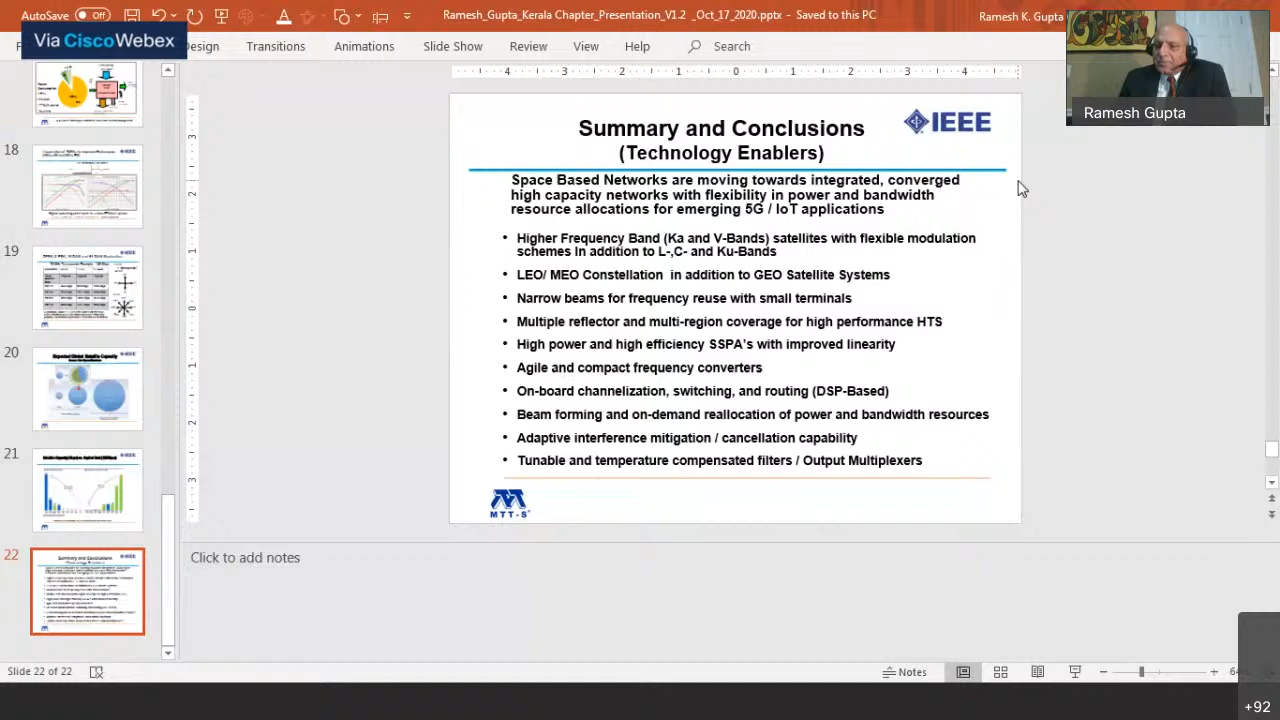 AutoSave Off
Ramesh_Gupta_Kerala Chapter_Presentation_V1.2 _Oct_17_2020.pptx - Saved to this PC
Ramesh K. Gupta
Via CiscoWebex
Design Transitions Animations Slide Show Review View Help Search
Ramesh Gupta
18
19
20
21
22
IEEE
Summary and Conclusions
(Technology Enablers)
Space Based Networks are moving towards integrated, converged
high capacity networks with flexibility in power and bandwidth
resource allocations for emerging 5G / IoT applications
• Higher Frequency Band (Ka and V-Bands) satellites with flexible modulation
schemes in addition to L-,C- and Ku-Bands
LEO/ MEO Constellation in addition to GEO Satellite Systems
beams for frequency reuse with terminals
Multiple reflector and multi-region coverage for high performance HTS
• High power and high efficiency SSPA's with improved linearity
• Agile and compact frequency converters
• On-board channelization, switching, and routing (DSP-Based)
Beam forming and on-demand reallocation of power and bandwidth resources
• Adaptive interference mitigation / cancellation capability
and temperature compensated / Output Multiplexers
MTT-S
Click to add notes
Slide 22 of 22
Notes
+92